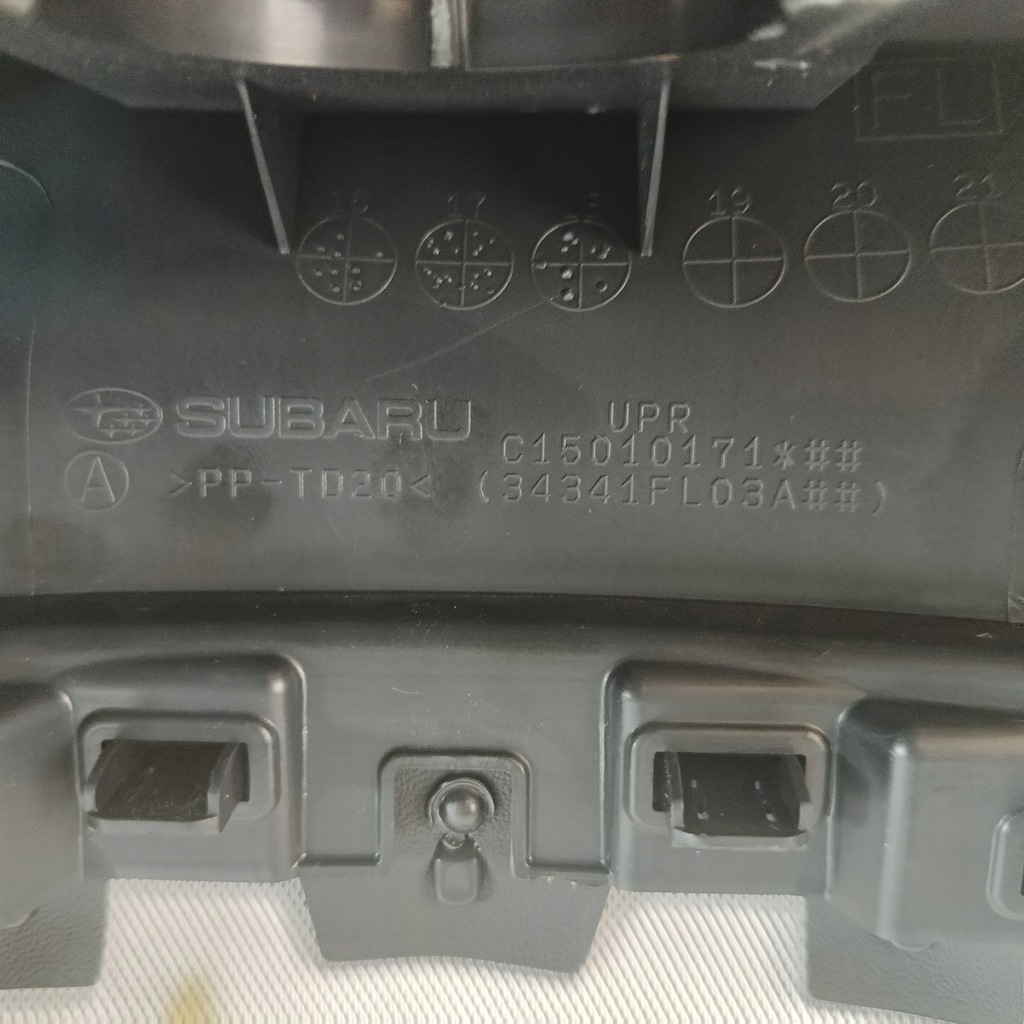 FL
16 17 18 19 20 21
SUBARU
UPR
C15010171*##
A >PP-TD20< (34341FL03A##)